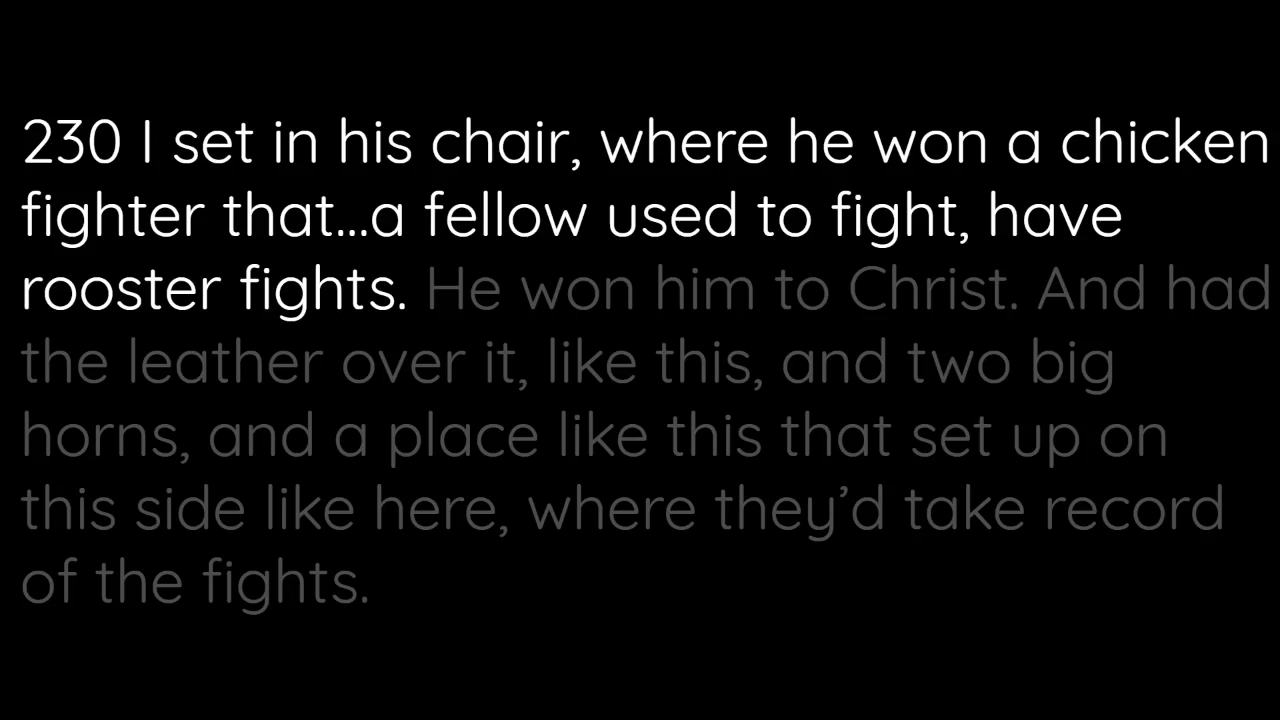 230 I set in his chair, where he won a chicken
fighter that...a fellow used to fight, have
rooster fights. He won him to Christ. And had
the leather over it, like this, and two big
horns, and a place like this that set up on
this side like here, where they’d take record
of the fights.